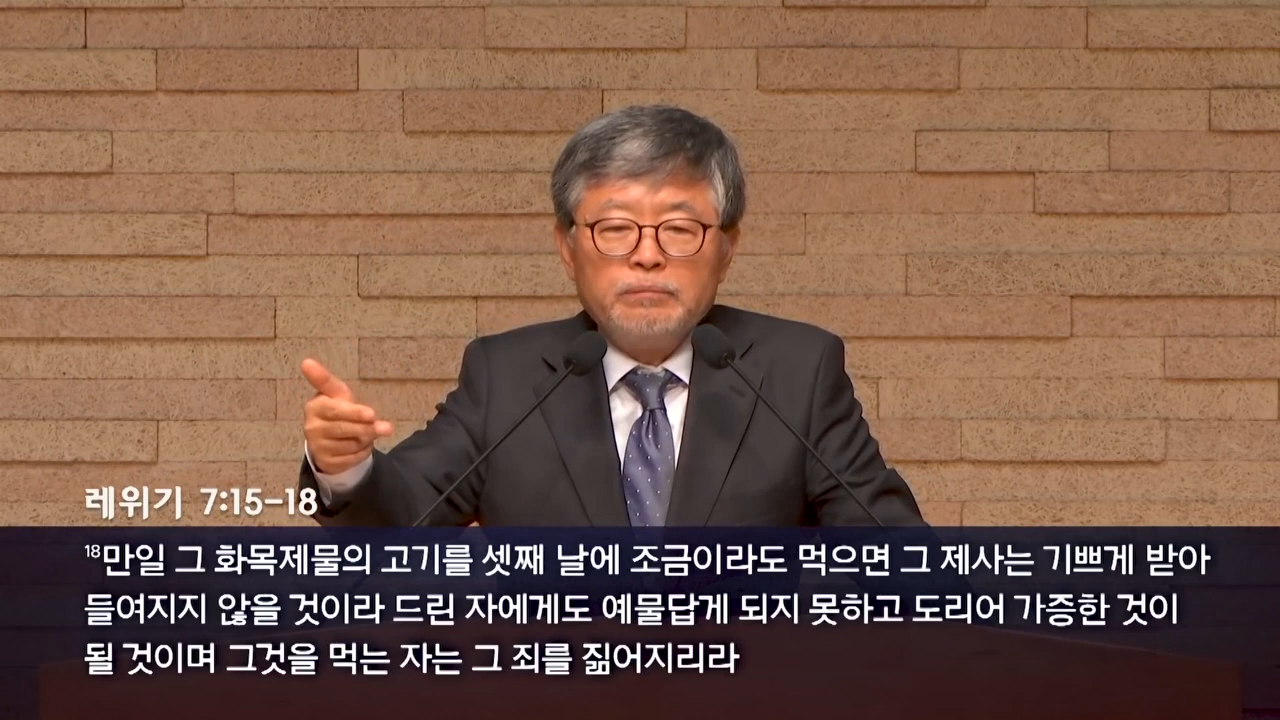 레위기 7:15-18
18만일 그 화목제물의 고기를 셋째 날에 조금이라도 먹으면 그 제사는 기쁘게 받아
들여지지 않을 것이라 드린 자에게도 예물답게 되지 못하고 도리어 가증한 것이
될 것이며 그것을 먹는 자는 그 죄를 짊어지리라